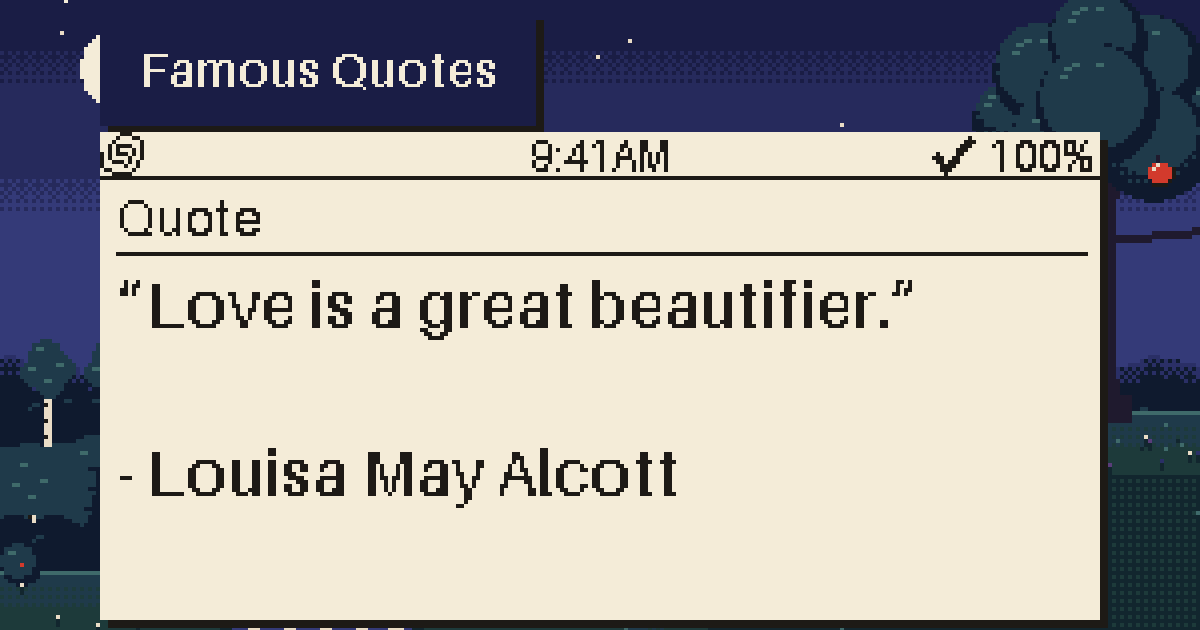 Famous Quotes
9:41AM 100%
Quote
“Love is a great beautifier.”
- Louisa May Alcott